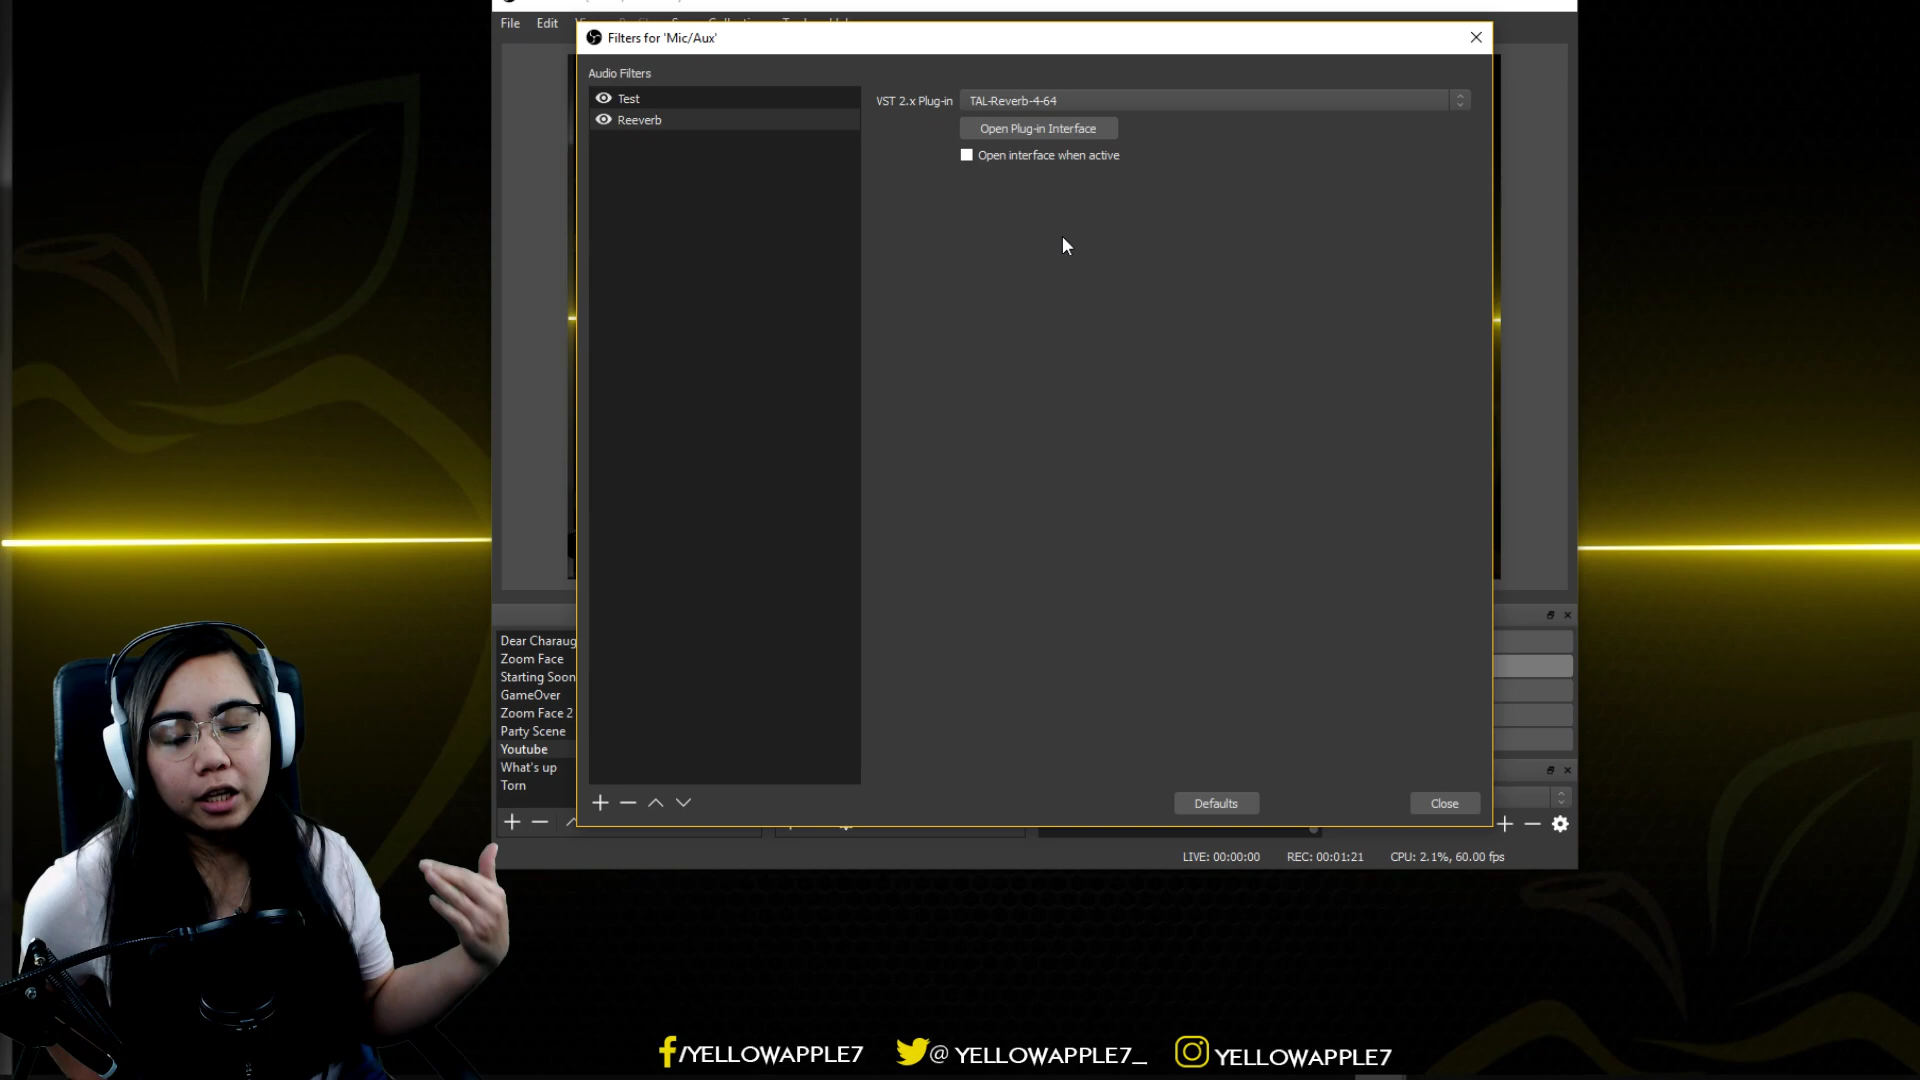 File Edit
Filters for 'Mic/Aux'
Audio Filters
Test
Reeverb
VST 2.x Plug-in TAL-Reverb-4-64
Open Plug-in Interface
Open interface when active
Dear Charaug
Zoom Face
Starting Soon
GameOver
Zoom Face 2
Party Scene
Youtube
What's up
Torn
Defaults
Close
LIVE: 00:00:00 REC: 00:01:21 CPU: 2.1%, 60.00 fps
/YELLOWAPPLE7 @ YELLOWAPPLE7_ YELLOWAPPLE7